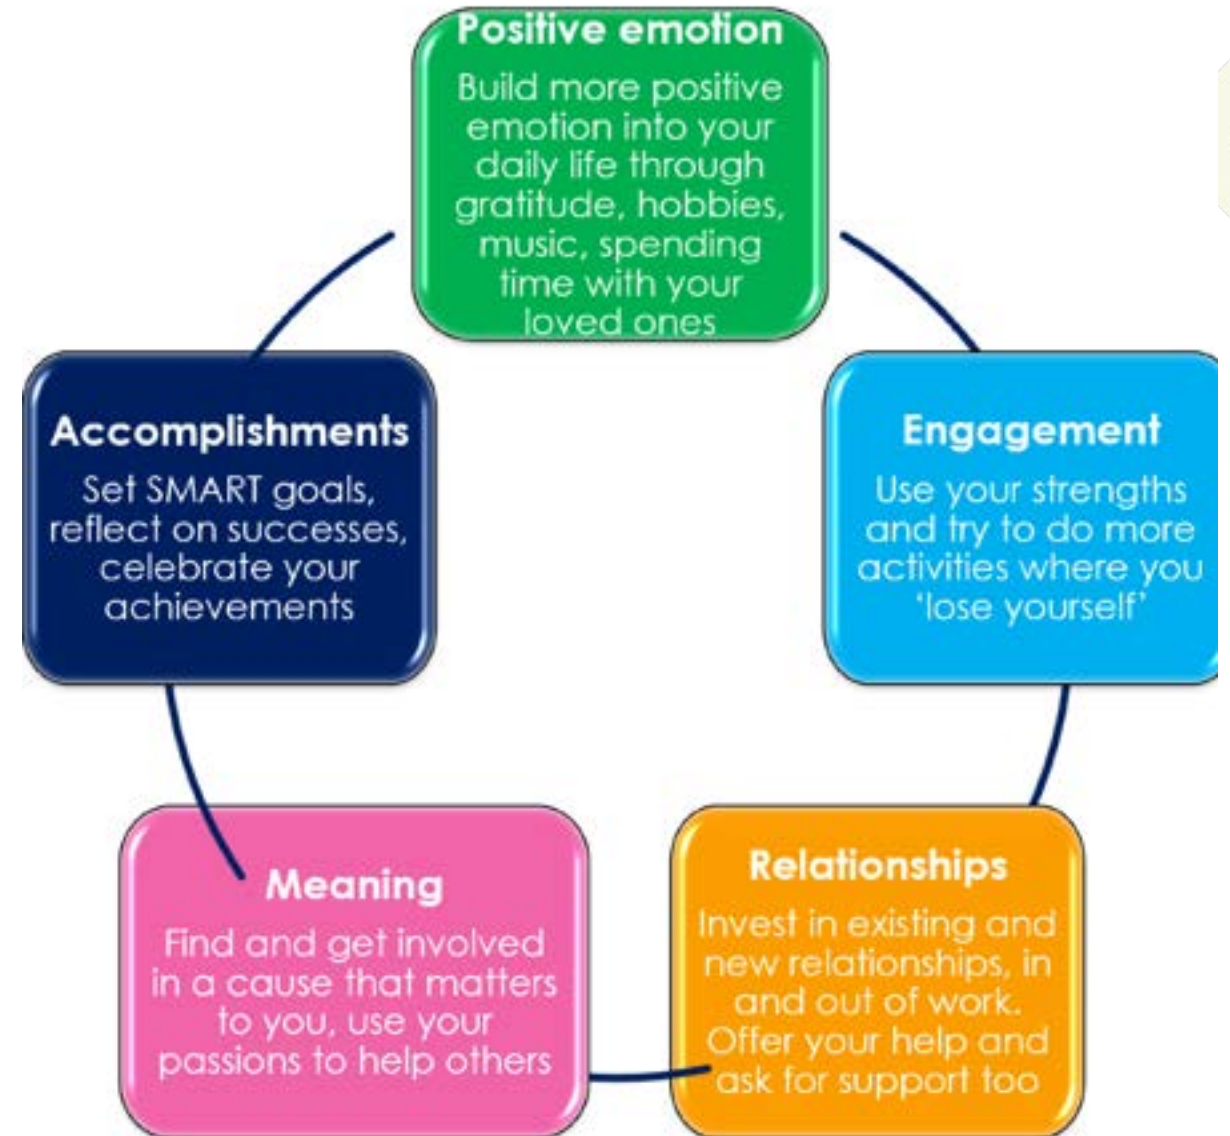 Positive emotion
Build more positive
emotion into your
daily life through
gratitude, hobbies,
music, spending
time with your
loved ones
Engagement
Use your strengths
and try to do more
activities where you
‘lose yourself’
Relationships
Invest in existing and
new relationships, in
and out of work.
Offer your help and
ask for support too
Meaning
Find and get involved
in a cause that matters
to you, use your
passions to help others
Accomplishments
Set SMART goals,
reflect on successes,
celebrate your
achievements